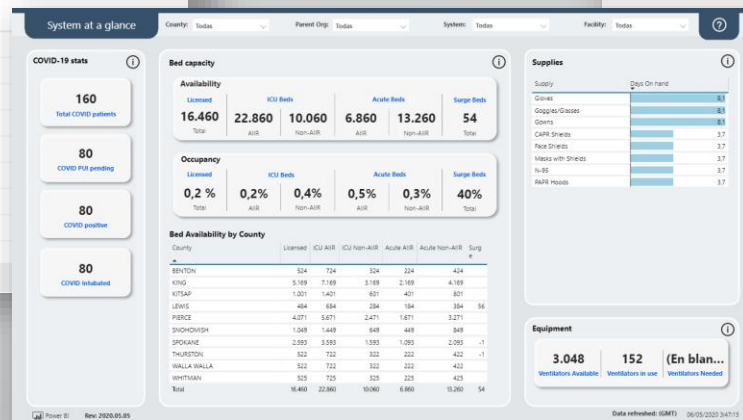 System at a glance
County: Todas
Parent Org: Todas
System: Todas
Facility: Todas
?
COVID-19 stats
160
Total COVID patients
80
COVID PUI pending
80
COVID positive
80
COVID Intubated
Bed capacity
Availability
Licensed ICU Beds Acute Beds Surge Beds
16.460 22.860 10.060 6.860 13.260 54
Total AIIR Non-AIIR AIIR Non-AIIR Total
Occupancy
Licensed ICU Beds Acute Beds Surge Beds
0,2 % 0,2% 0,4% 0,5% 0,3% 40%
Total AIIR Non-AIIR AIIR Non-AIIR Total
Bed Availability by County
County Licensed ICU AIIR ICU Non-AIIR Acute AIIR Acute Non-AIIR Surge
BENTON 524 724 324 224 424
KING 5.169 7.169 3.169 2.169 4.169
KITSAP 1.001 1.401 601 401 801
LEWIS 484 684 284 184 384 56
PIERCE 4.071 5.671 2.471 1.671 3.271
SNOHOMISH 1.049 1.449 649 449 849
SPOKANE 2.593 3.593 1.593 1.093 2.093 -1
THURSTON 522 722 322 222 422 -1
WALLA WALLA 522 722 322 222 422
WHITMAN 525 725 325 225 425
Total 16.460 22.860 10.060 6.860 13.260 54
Supplies
Supply Days On hand
Gloves 8,1
Goggles/Glasses 8,1
Gowns 8,1
CAPR Shields 3,7
Face Shields 3,7
Masks with Shields 3,7
N-95 3,7
PAPR Hoods 3,7
Equipment
3.048 152 (En blan...
Ventilators Available Ventilators in use Ventilators Needed
Power BI Rev: 2020.05.05
Data refreshed: (GMT) 06/05/2020 3:47:15